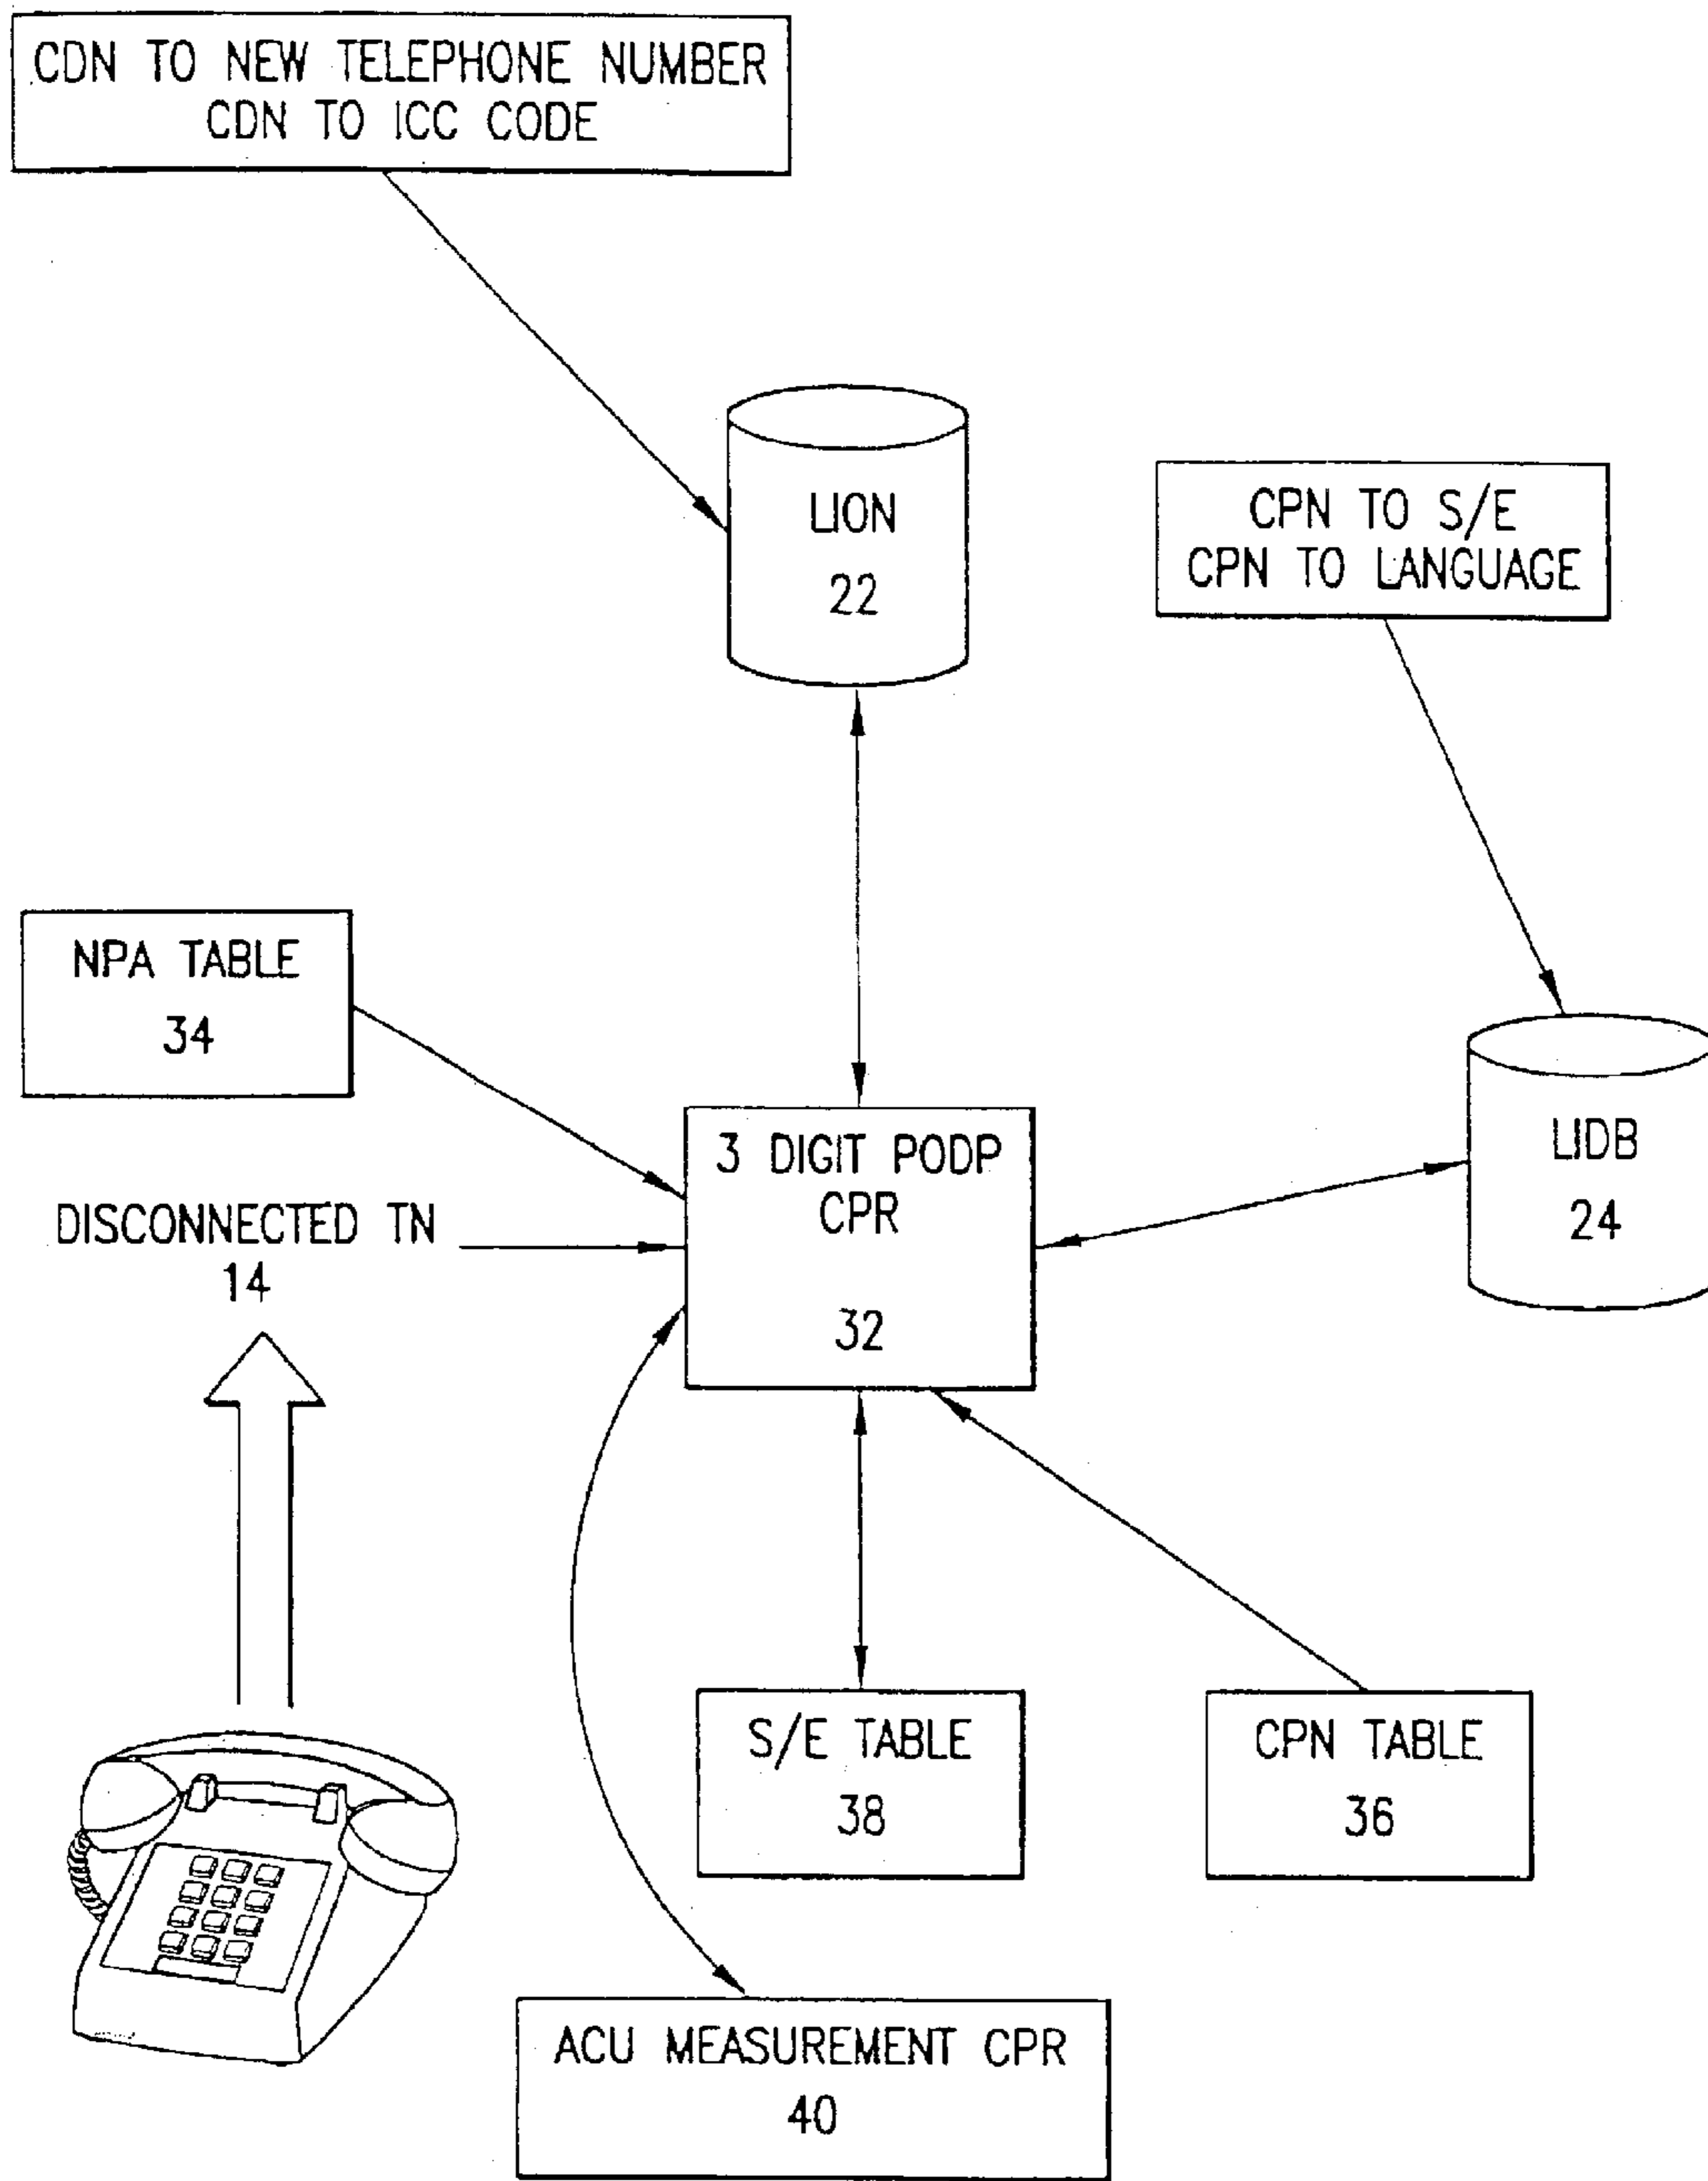 CDN TO NEW TELEPHONE NUMBER
CDN TO ICC CODE
LION
22
CPN TO S/E
CPN TO LANGUAGE
NPA TABLE
34
3 DIGIT PODP
CPR
32
LIDB
24
DISCONNECTED TN
14
S/E TABLE
38
CPN TABLE
36
ACU MEASUREMENT CPR
40